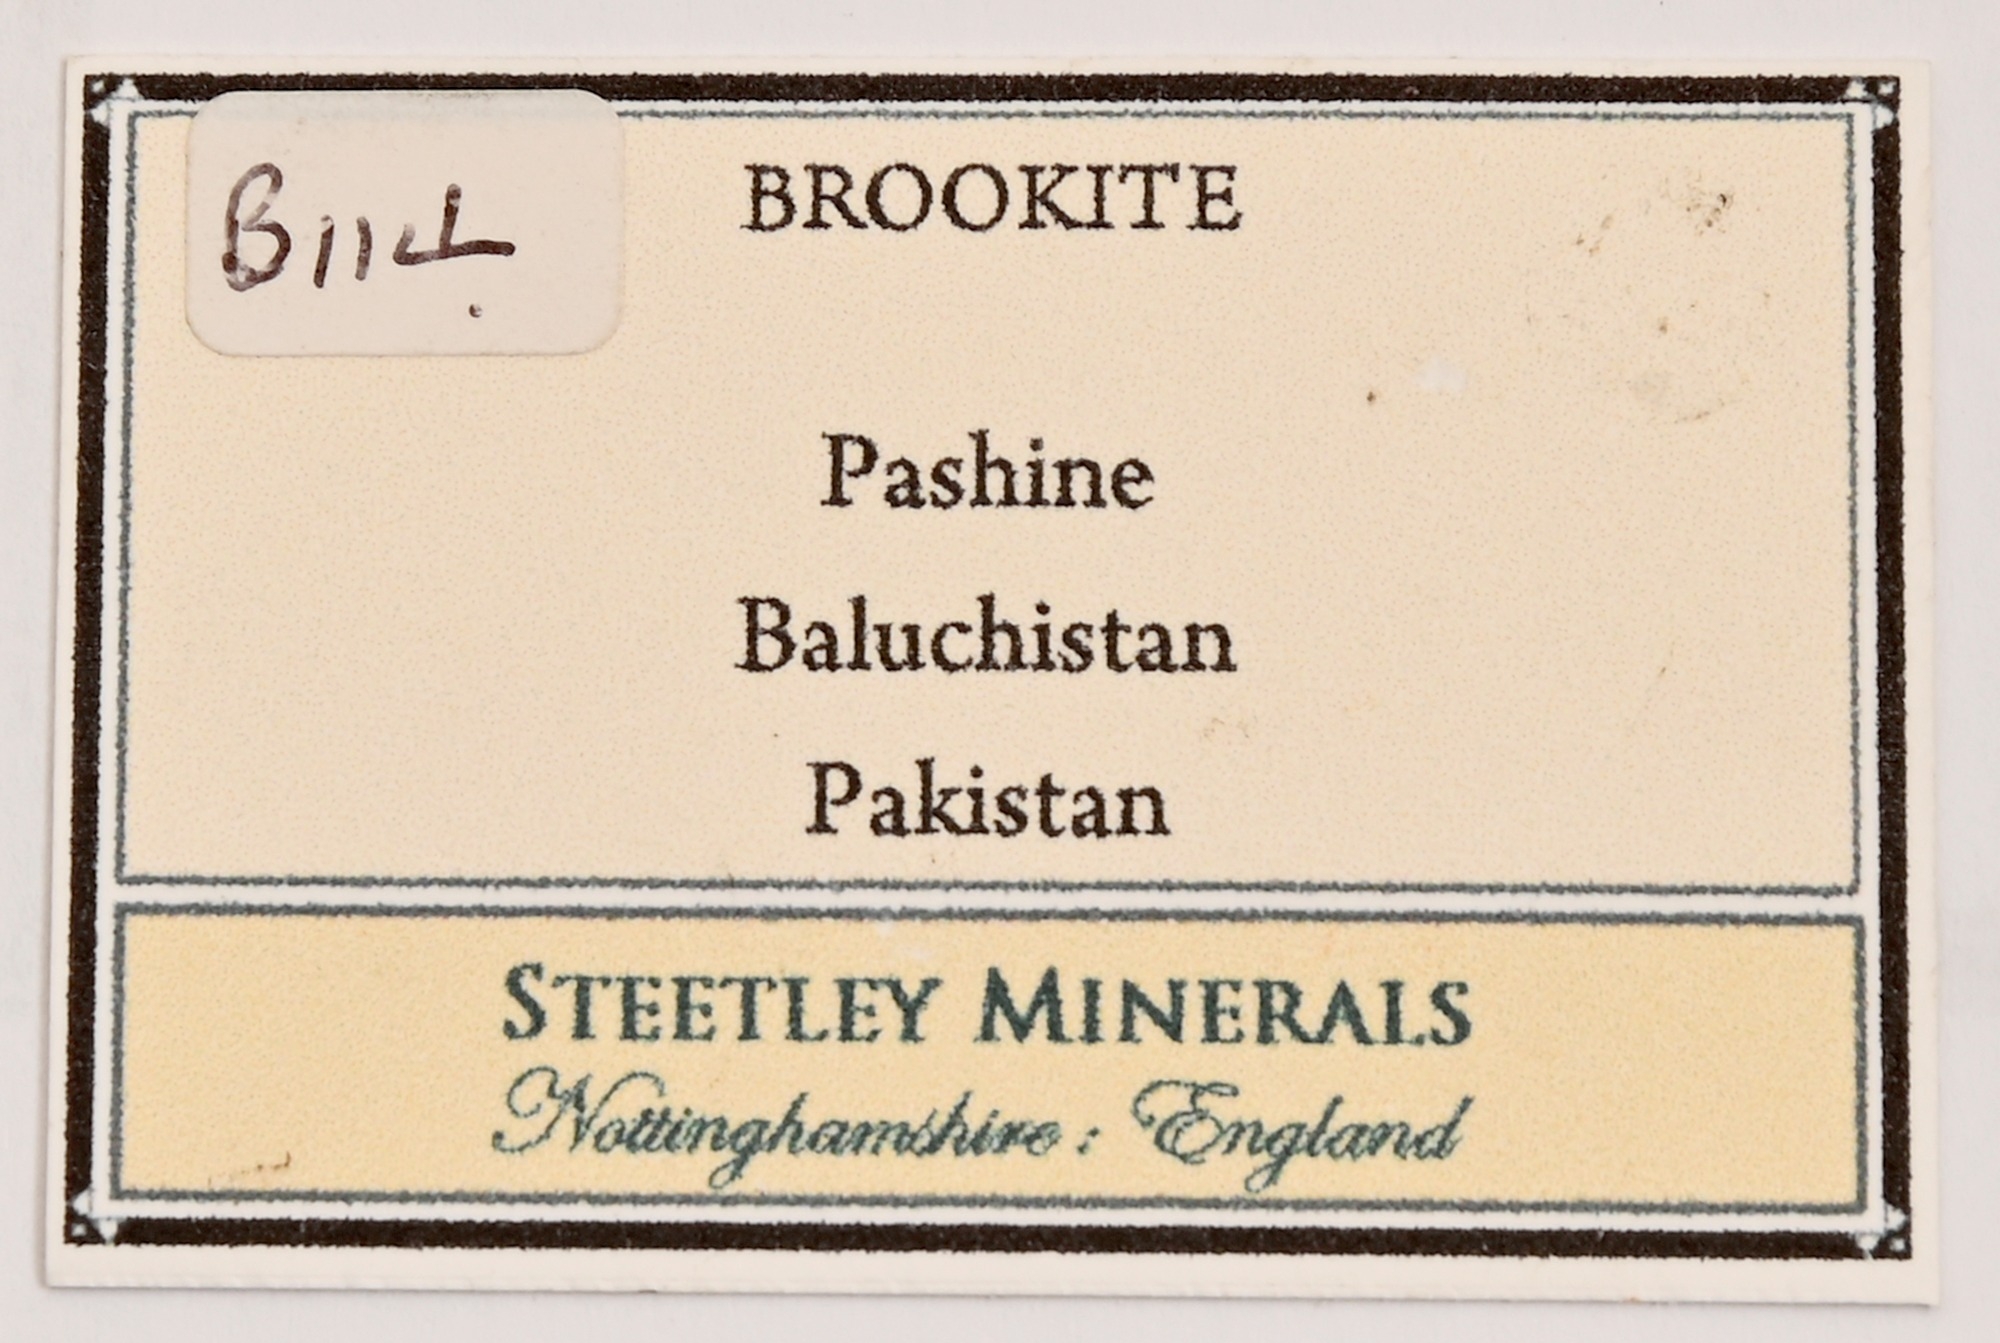 B114.
BROOKITE
Pashine
Baluchistan
Pakistan
STEETLEY MINERALS
Nottinghamshire : England